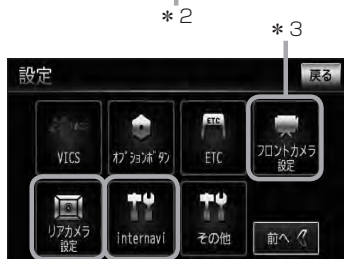 *2
*3
設定
戻る
VICS
オプションボタン
ETC
ETC
フロントカメラ
設定
リアカメラ
設定
internavi
その他
前へ